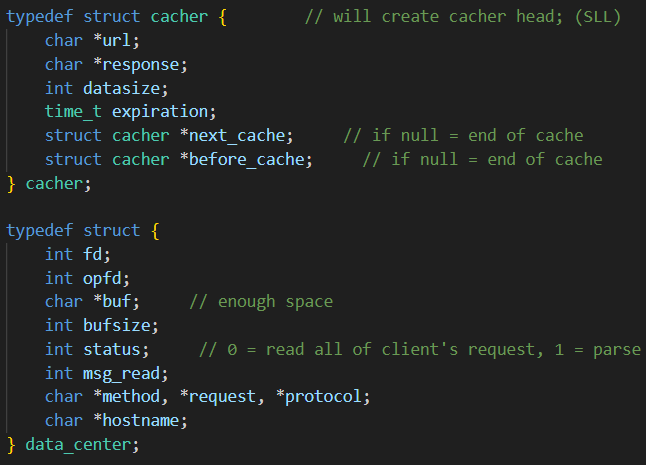 typedef struct cacher {        // will create cacher head; (SLL)
    char *url;
    char *response;
    int datasize;
    time_t expiration;
    struct cacher *next_cache;     // if null = end of cache
    struct cacher *before_cache;     // if null = end of cache
} cacher;

typedef struct {
    int fd;
    int opfd;
    char *buf;     // enough space
    int bufsize;
    int status;     // 0 = read all of client's request, 1 = parse
    int msg_read;
    char *method, *request, *protocol;
    char *hostname;
} data_center;